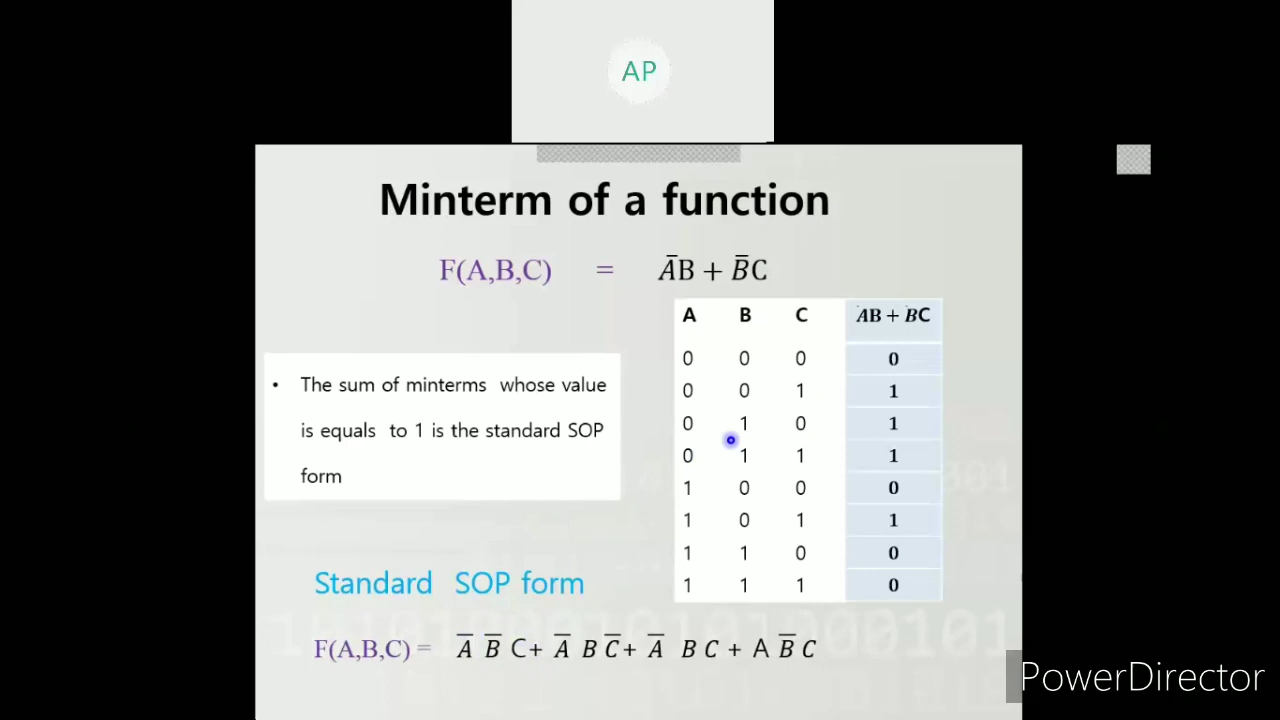 AP
Minterm of a function
F(A,B,C) = A̅B + B̅C
A B C A̅B + B̅C
0 0 0 0
0 0 1 1
0 1 0 1
0 1 1 1
1 0 0 0
1 0 1 1
1 1 0 0
1 1 1 0
• The sum of minterms whose value
is equals to 1 is the standard SOP
form
Standard SOP form
F(A,B,C) = A̅ B̅ C+ A̅ B C̅+ A̅ B C + A B̅ C
PowerDirector